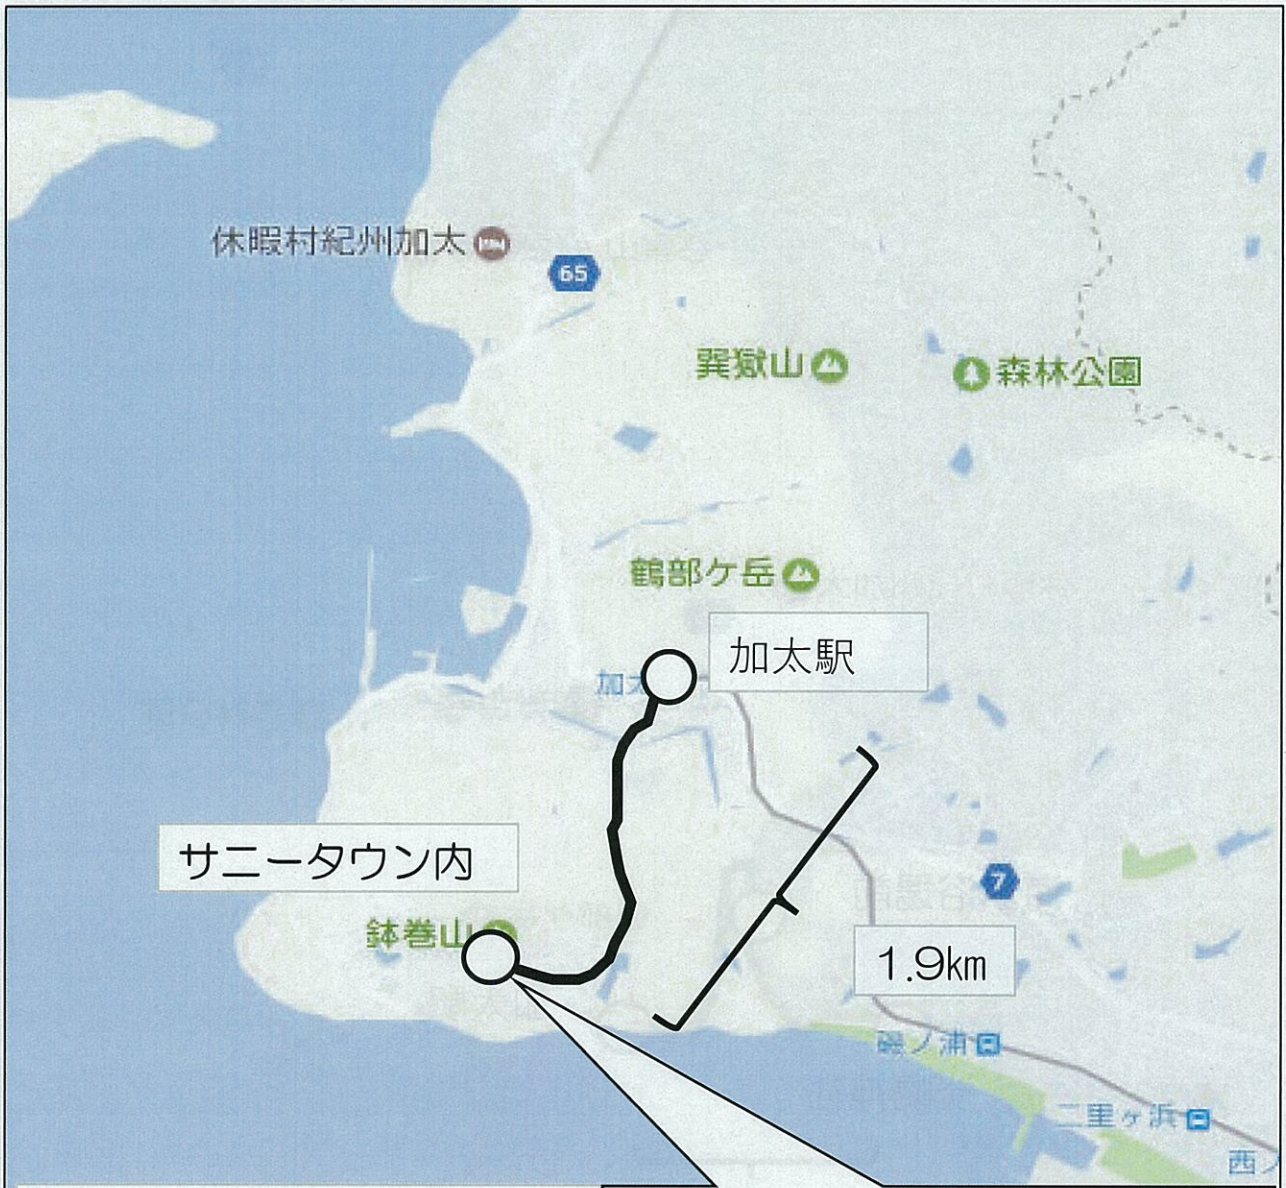 休暇村紀州加太
65
巽獄山
森林公園
鶴部ケ岳
加太駅
加太
サニータウン内
鉢巻山
7
1.9km
磯ノ浦
二里ヶ浜
西ノ